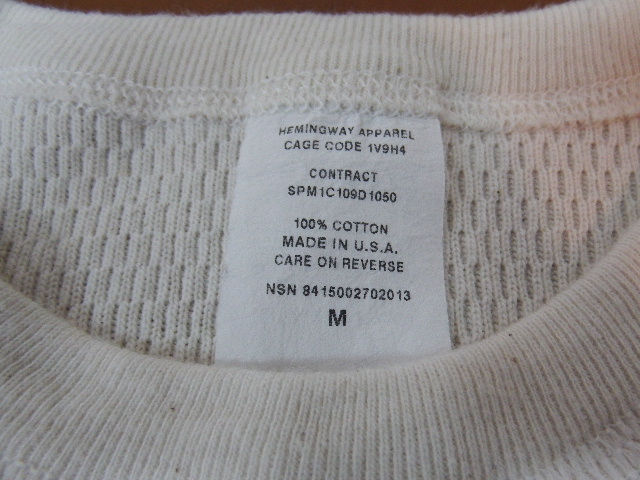 HEMINGWAY APPAREL
CAGE CODE 1V9H4
CONTRACT
SPM1C109D1050
100% COTTON
MADE IN U.S.A.
CARE ON REVERSE
NSN 8415002702013
M